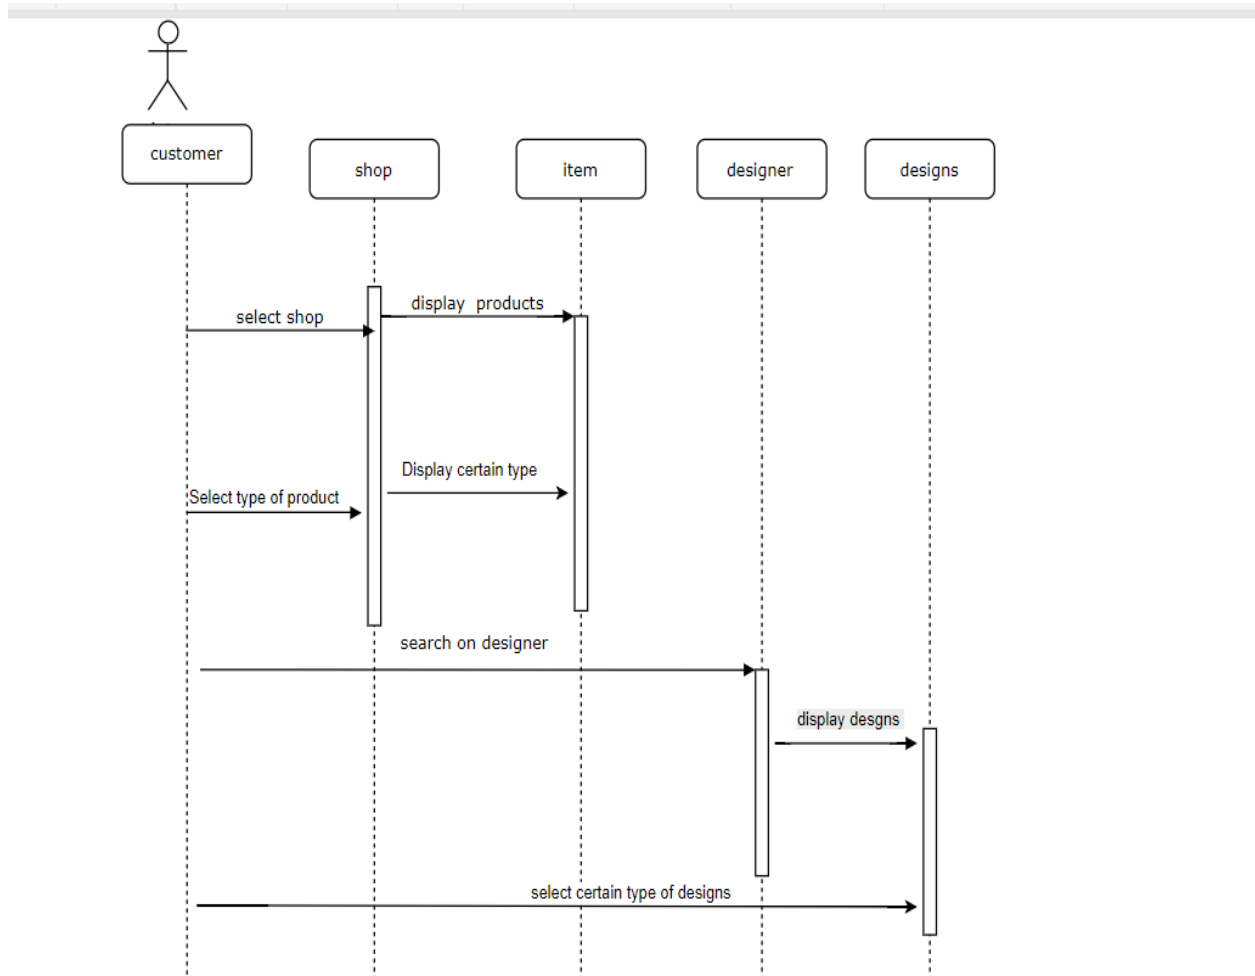 customer
shop
item
designer
designs
display  products
select shop
Display certain type
Select type of product
search on designer
display desgns
select certain type of designs